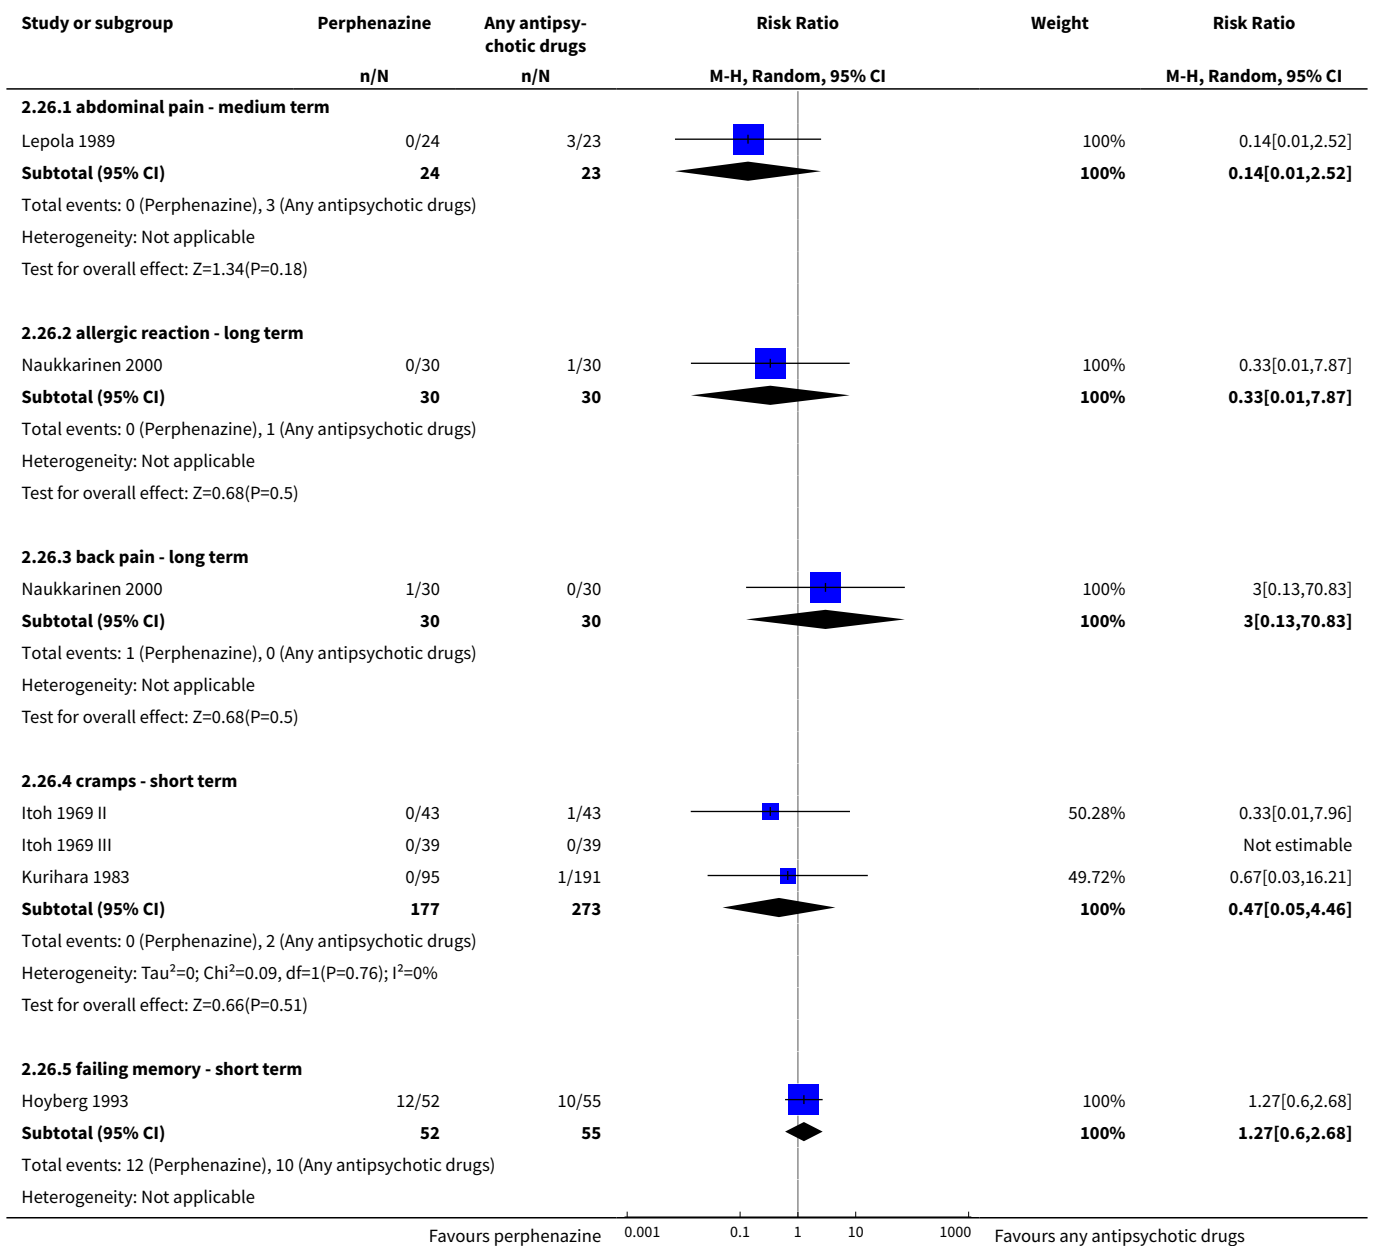 Study or subgroup Perphenazine Any antipsy- Risk Ratio Weight Risk Ratio
chotic drugs
n/N n/N M-H, Random, 95% CI M-H, Random, 95% CI
2.26.1 abdominal pain - medium term
Lepola 1989 0/24 3/23 100% 0.14[0.01,2.52]
Subtotal (95% CI) 24 23 100% 0.14[0.01,2.52]
Total events: 0 (Perphenazine), 3 (Any antipsychotic drugs)
Heterogeneity: Not applicable
Test for overall effect: Z=1.34(P=0.18)
2.26.2 allergic reaction - long term
Naukkarinen 2000 0/30 1/30 100% 0.33[0.01,7.87]
Subtotal (95% CI) 30 30 100% 0.33[0.01,7.87]
Total events: 0 (Perphenazine), 1 (Any antipsychotic drugs)
Heterogeneity: Not applicable
Test for overall effect: Z=0.68(P=0.5)
2.26.3 back pain - long term
Naukkarinen 2000 1/30 0/30 100% 3[0.13,70.83]
Subtotal (95% CI) 30 30 100% 3[0.13,70.83]
Total events: 1 (Perphenazine), 0 (Any antipsychotic drugs)
Heterogeneity: Not applicable
Test for overall effect: Z=0.68(P=0.5)
2.26.4 cramps - short term
Itoh 1969 II 0/43 1/43 50.28% 0.33[0.01,7.96]
Itoh 1969 III 0/39 0/39 Not estimable
Kurihara 1983 0/95 1/191 49.72% 0.67[0.03,16.21]
Subtotal (95% CI) 177 273 100% 0.47[0.05,4.46]
Total events: 0 (Perphenazine), 2 (Any antipsychotic drugs)
Heterogeneity: Tau²=0; Chi²=0.09, df=1(P=0.76); I²=0%
Test for overall effect: Z=0.66(P=0.51)
2.26.5 failing memory - short term
Hoyberg 1993 12/52 10/55 100% 1.27[0.6,2.68]
Subtotal (95% CI) 52 55 100% 1.27[0.6,2.68]
Total events: 12 (Perphenazine), 10 (Any antipsychotic drugs)
Heterogeneity: Not applicable
Favours perphenazine 0.001 0.1 1 10 1000 Favours any antipsychotic drugs